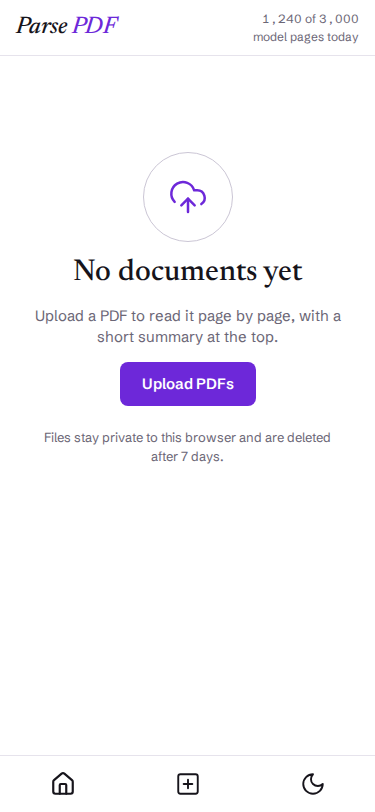 Parse PDF
1,240 of 3,000
model pages today
No documents yet
Upload a PDF to read it page by page, with a
short summary at the top.
Upload PDFs
Files stay private to this browser and are deleted
after 7 days.